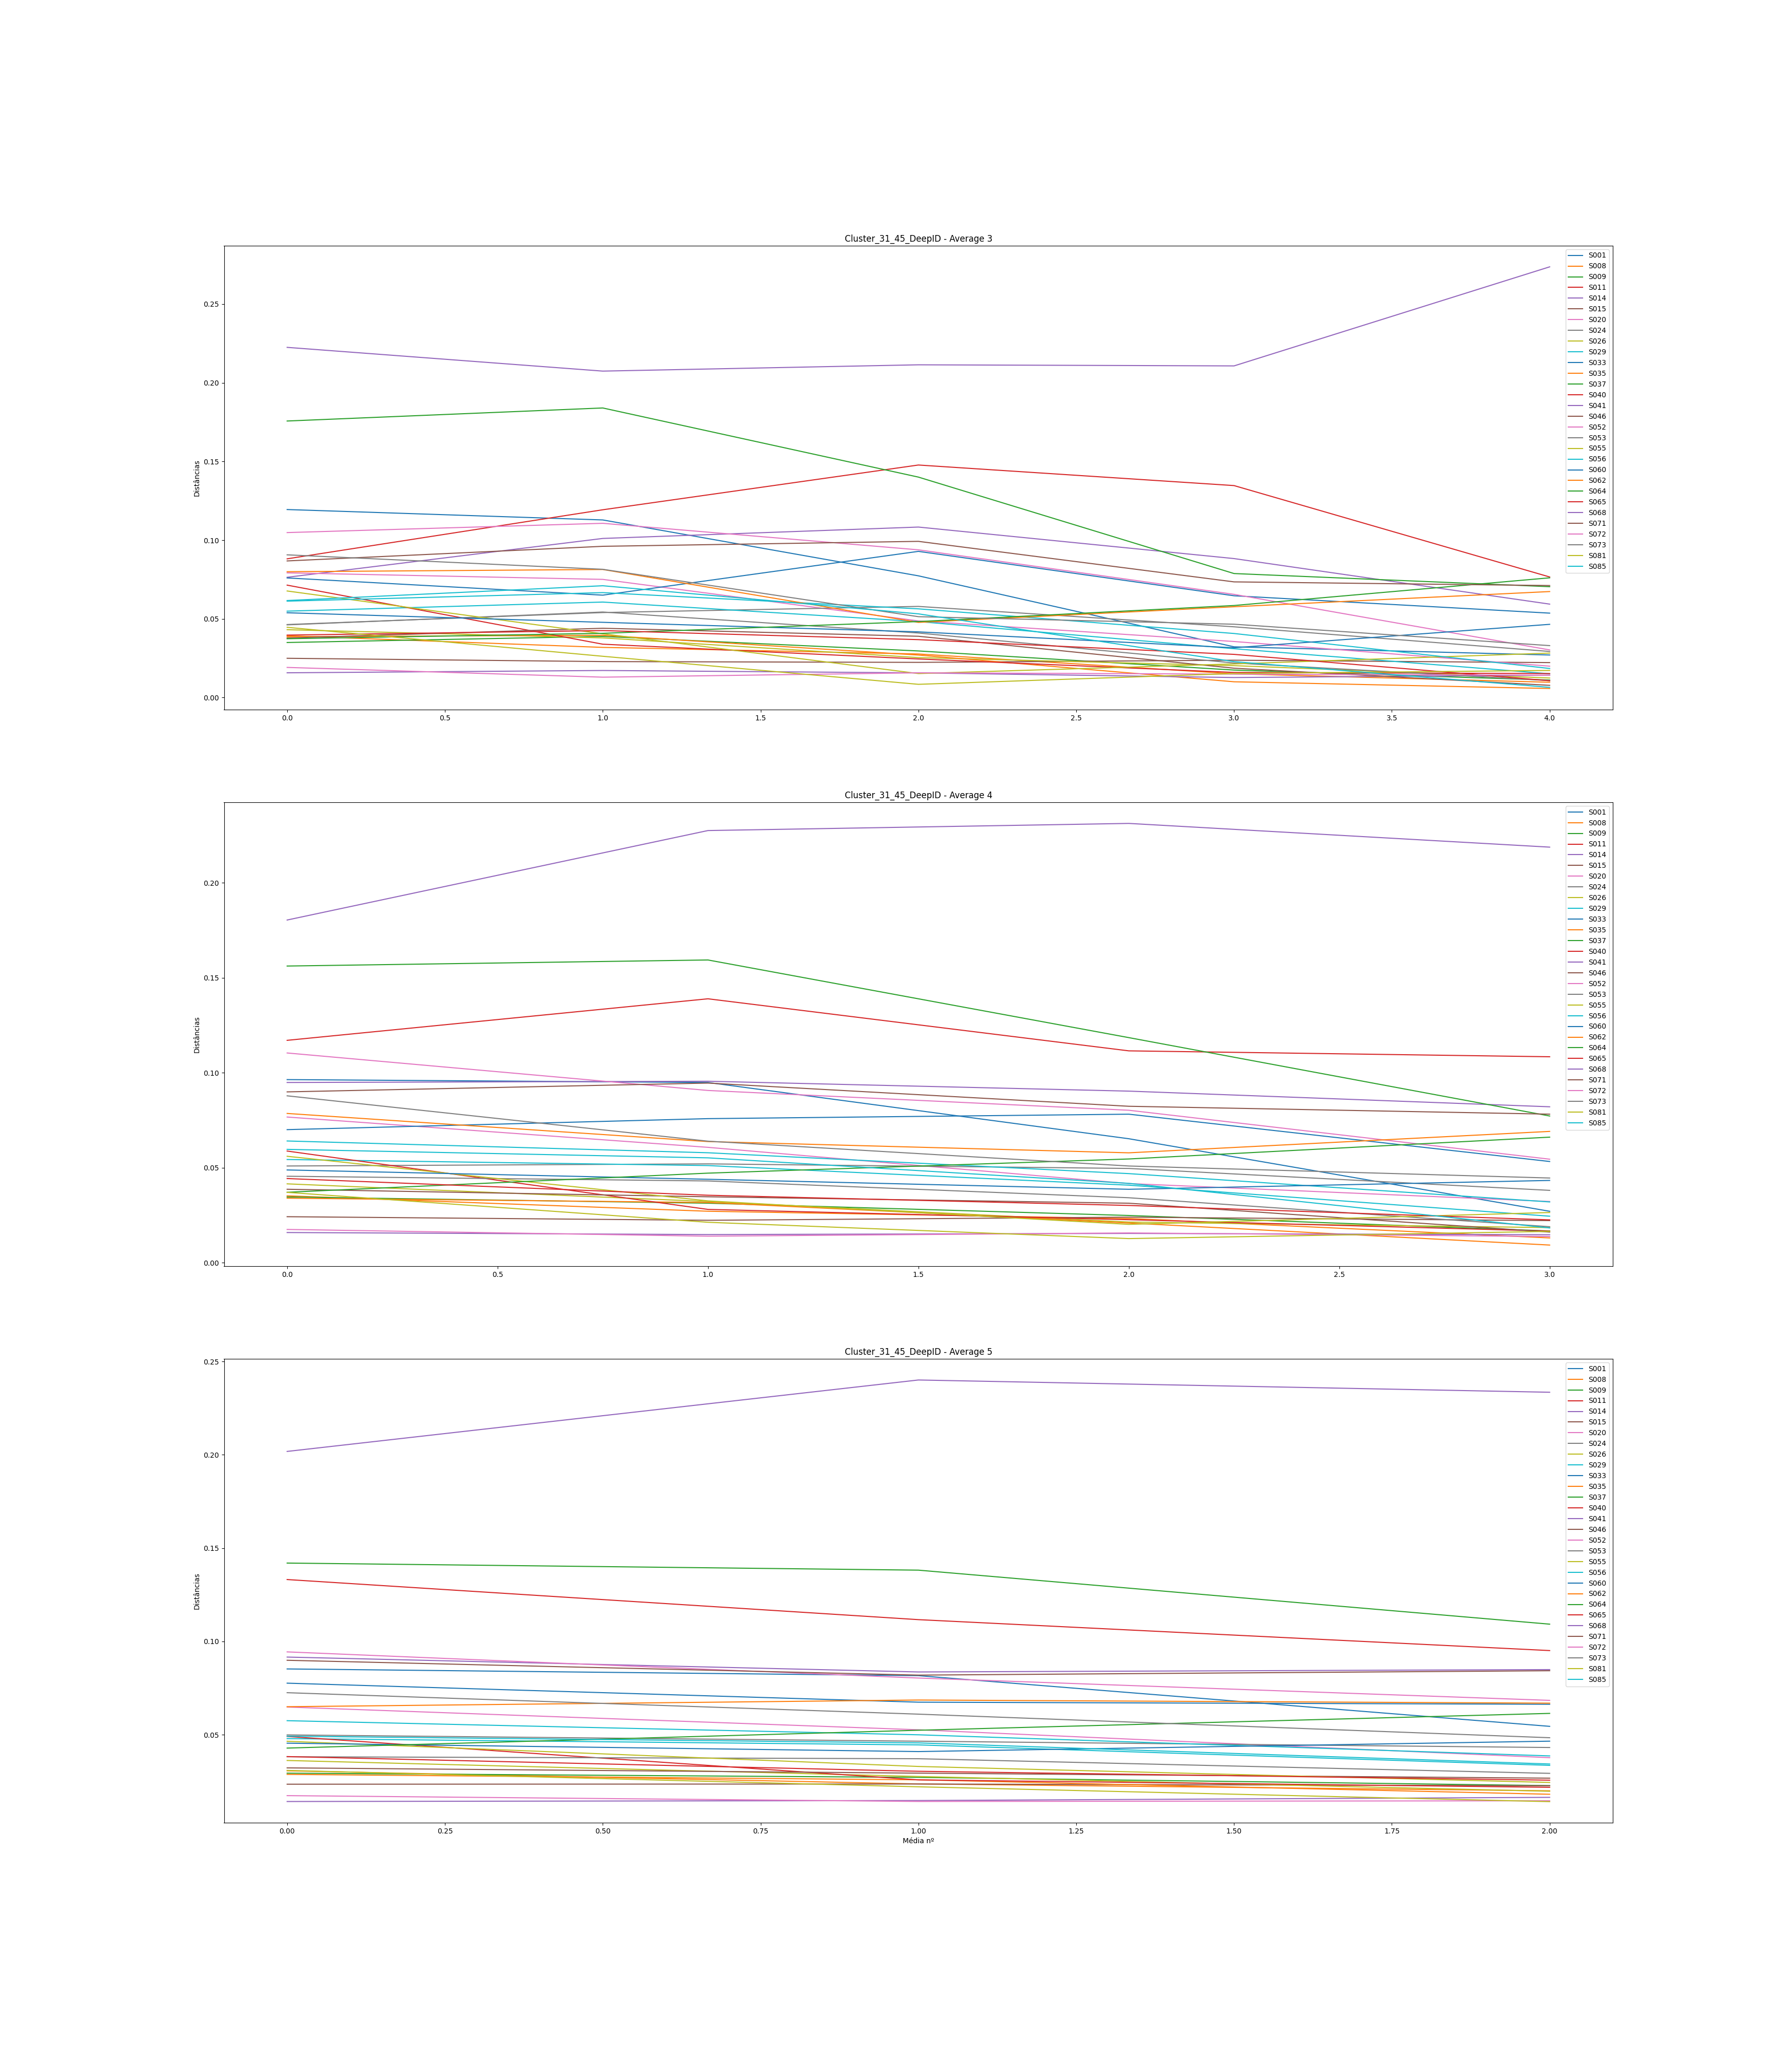 Cluster_31_45_DeepID - Average 3
Distâncias
0.25
0.20
0.15
0.10
0.05
0.00
0.0 0.5 1.0 1.5 2.0 2.5 3.0 3.5 4.0
S001
S008
S009
S011
S014
S015
S020
S024
S026
S029
S033
S035
S037
S040
S041
S046
S052
S053
S055
S056
S060
S062
S064
S065
S068
S071
S072
S073
S081
S085
Cluster_31_45_DeepID - Average 4
Distâncias
0.20
0.15
0.10
0.05
0.00
0.0 0.5 1.0 1.5 2.0 2.5 3.0
S001
S008
S009
S011
S014
S015
S020
S024
S026
S029
S033
S035
S037
S040
S041
S046
S052
S053
S055
S056
S060
S062
S064
S065
S068
S071
S072
S073
S081
S085
Cluster_31_45_DeepID - Average 5
Distâncias
0.25
0.20
0.15
0.10
0.05
0.00 0.25 0.50 0.75 1.00 1.25 1.50 1.75 2.00
Média nº
S001
S008
S009
S011
S014
S015
S020
S024
S026
S029
S033
S035
S037
S040
S041
S046
S052
S053
S055
S056
S060
S062
S064
S065
S068
S071
S072
S073
S081
S085